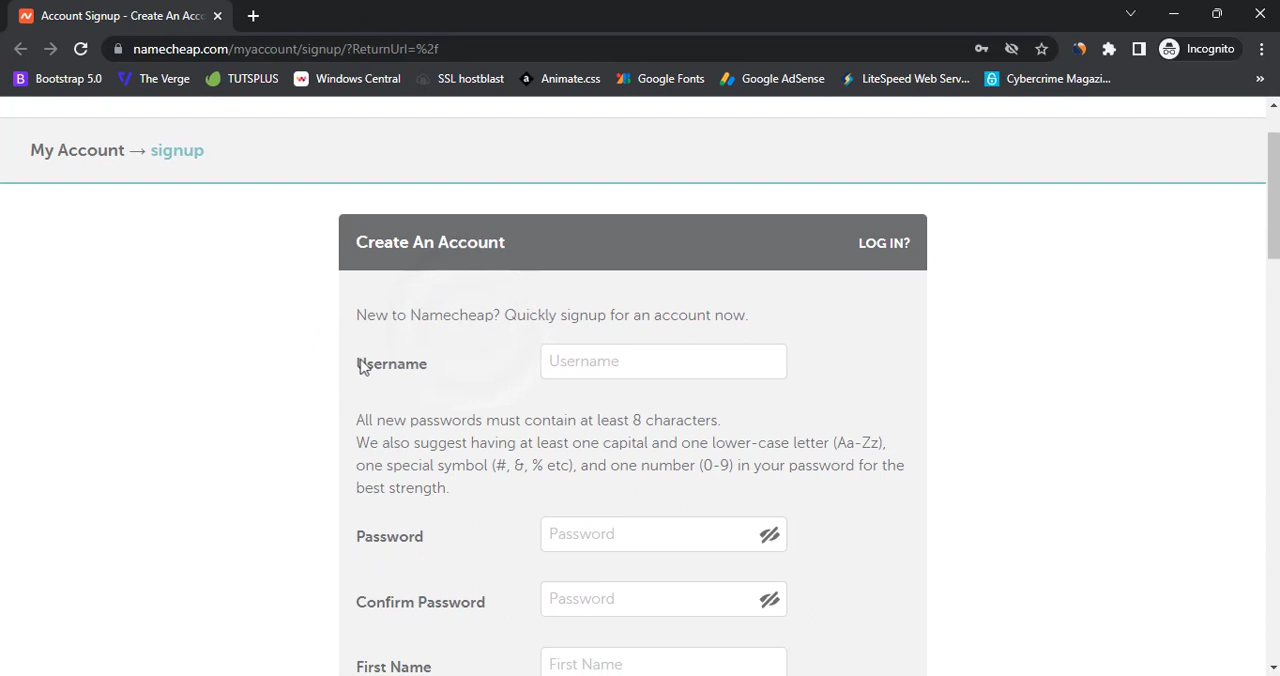 Account Signup - Create An Acc
namecheap.com/myaccount/signup/?ReturnUrl=%2f
Incognito
Bootstrap 5.0
The Verge
TUTSPLUS
Windows Central
SSL hostblast
Animate.css
Google Fonts
Google AdSense
LiteSpeed Web Serv...
Cybercrime Magazi...
»
My Account → signup
Create An Account
LOG IN?
New to Namecheap? Quickly signup for an account now.
Username
Username
All new passwords must contain at least 8 characters.
We also suggest having at least one capital and one lower-case letter (Aa-Zz),
one special symbol (#, &, % etc), and one number (0-9) in your password for the
best strength.
Password
Password
Confirm Password
Password
First Name
First Name